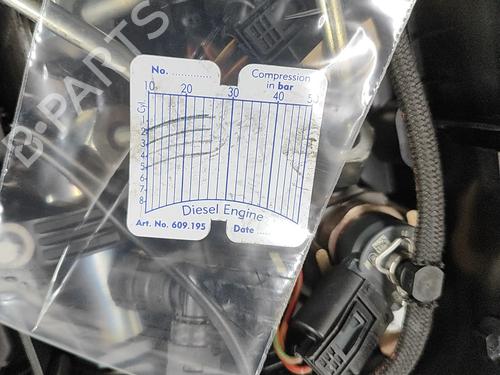 B-PARTS
No. ............
Compression
in bar
10 20 30 40 50
Cyl.
1
2
3
4
5
6
7
8
Diesel Engine
Art. No. 609.195
Date .....